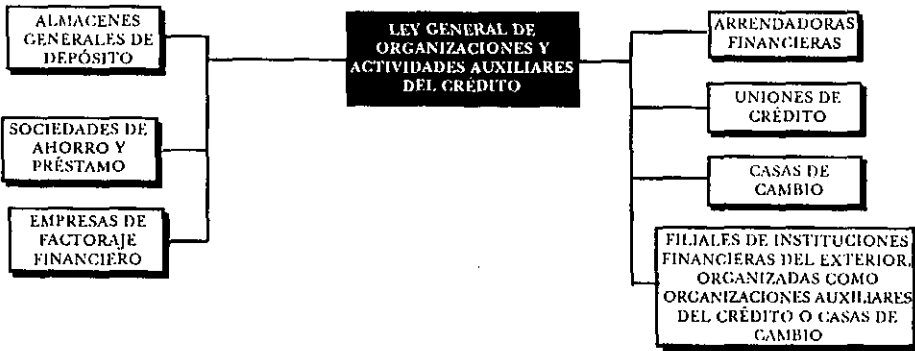 ALMACENES
GENERALES DE
DEPÓSITO
LEY GENERAL DE
ORGANIZACIONES Y
ACTIVIDADES AUXILIARES
DEL CRÉDITO
ARRENDADORAS
FINANCIERAS
UNIONES DE
CRÉDITO
SOCIEDADES DE
AHORRO Y
PRÉSTAMO
CASAS DE
CAMBIO
EMPRESAS DE
FACTORAJE
FINANCIERO
FILIALES DE INSTITUCIONES
FINANCIERAS DEL EXTERIOR,
ORGANIZADAS COMO
ORGANIZACIONES AUXILIARES
DEL CRÉDITO O CASAS DE
CAMBIO